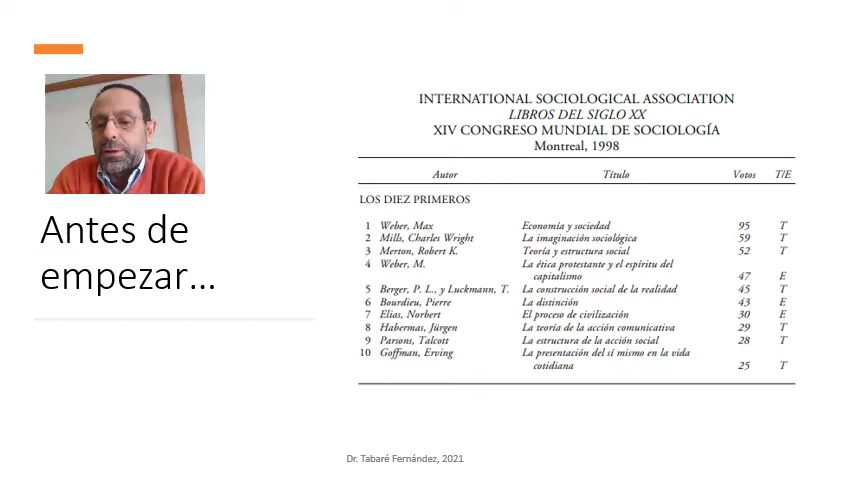 Antes de
empezar...
INTERNATIONAL SOCIOLOGICAL ASSOCIATION
LIBROS DEL SIGLO XX
XIV CONGRESO MUNDIAL DE SOCIOLOGÍA
Montreal, 1998
Autor Título Votos T/E
LOS DIEZ PRIMEROS
1 Weber, Max Economía y sociedad 95 T
2 Mills, Charles Wright La imaginación sociológica 59 T
3 Merton, Robert K. Teoría y estructura social 52 T
4 Weber, M. La ética protestante y el espíritu del
capitalismo 47 E
5 Berger, P. L., y Luckmann, T. La construcción social de la realidad 45 T
6 Bourdieu, Pierre La distinción 43 E
7 Elias, Norbert El proceso de civilización 30 E
8 Habermas, Jürgen La teoría de la acción comunicativa 29 T
9 Parsons, Talcott La estructura de la acción social 28 T
10 Goffman, Erving La presentación del sí mismo en la vida
cotidiana 25 T
Dr. Tabaré Fernández, 2021